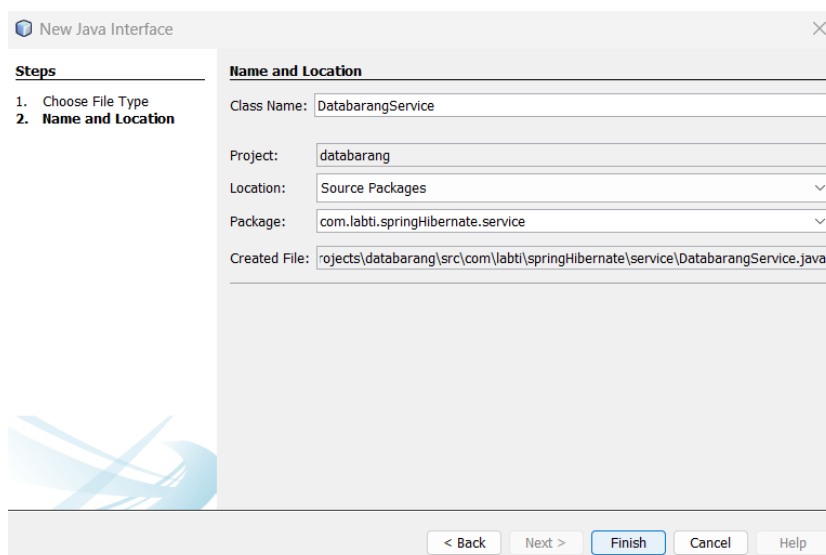 New Java Interface
Steps
1. Choose File Type
2. Name and Location
Name and Location
Class Name: DatabarangService
Project: databarang
Location: Source Packages
Package: com.labti.springHibernate.service
Created File: rojects\databarang\src\com\labti\springHibernate\service\DatabarangService.java
< Back Next > Finish Cancel Help